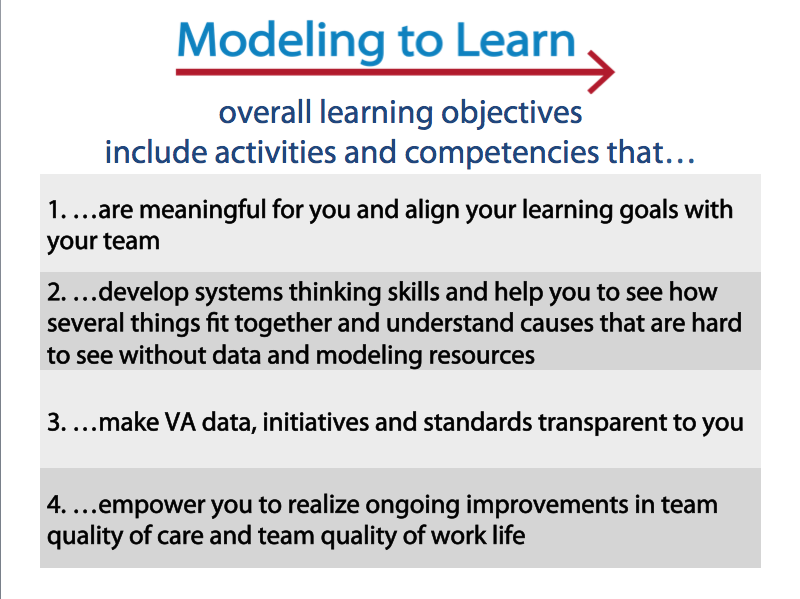 Modeling to Learn
overall learning objectives
include activities and competencies that…
1. …are meaningful for you and align your learning goals with
your team
2. …develop systems thinking skills and help you to see how
several things fit together and understand causes that are hard
to see without data and modeling resources
3. …make VA data, initiatives and standards transparent to you
4. …empower you to realize ongoing improvements in team
quality of care and team quality of work life